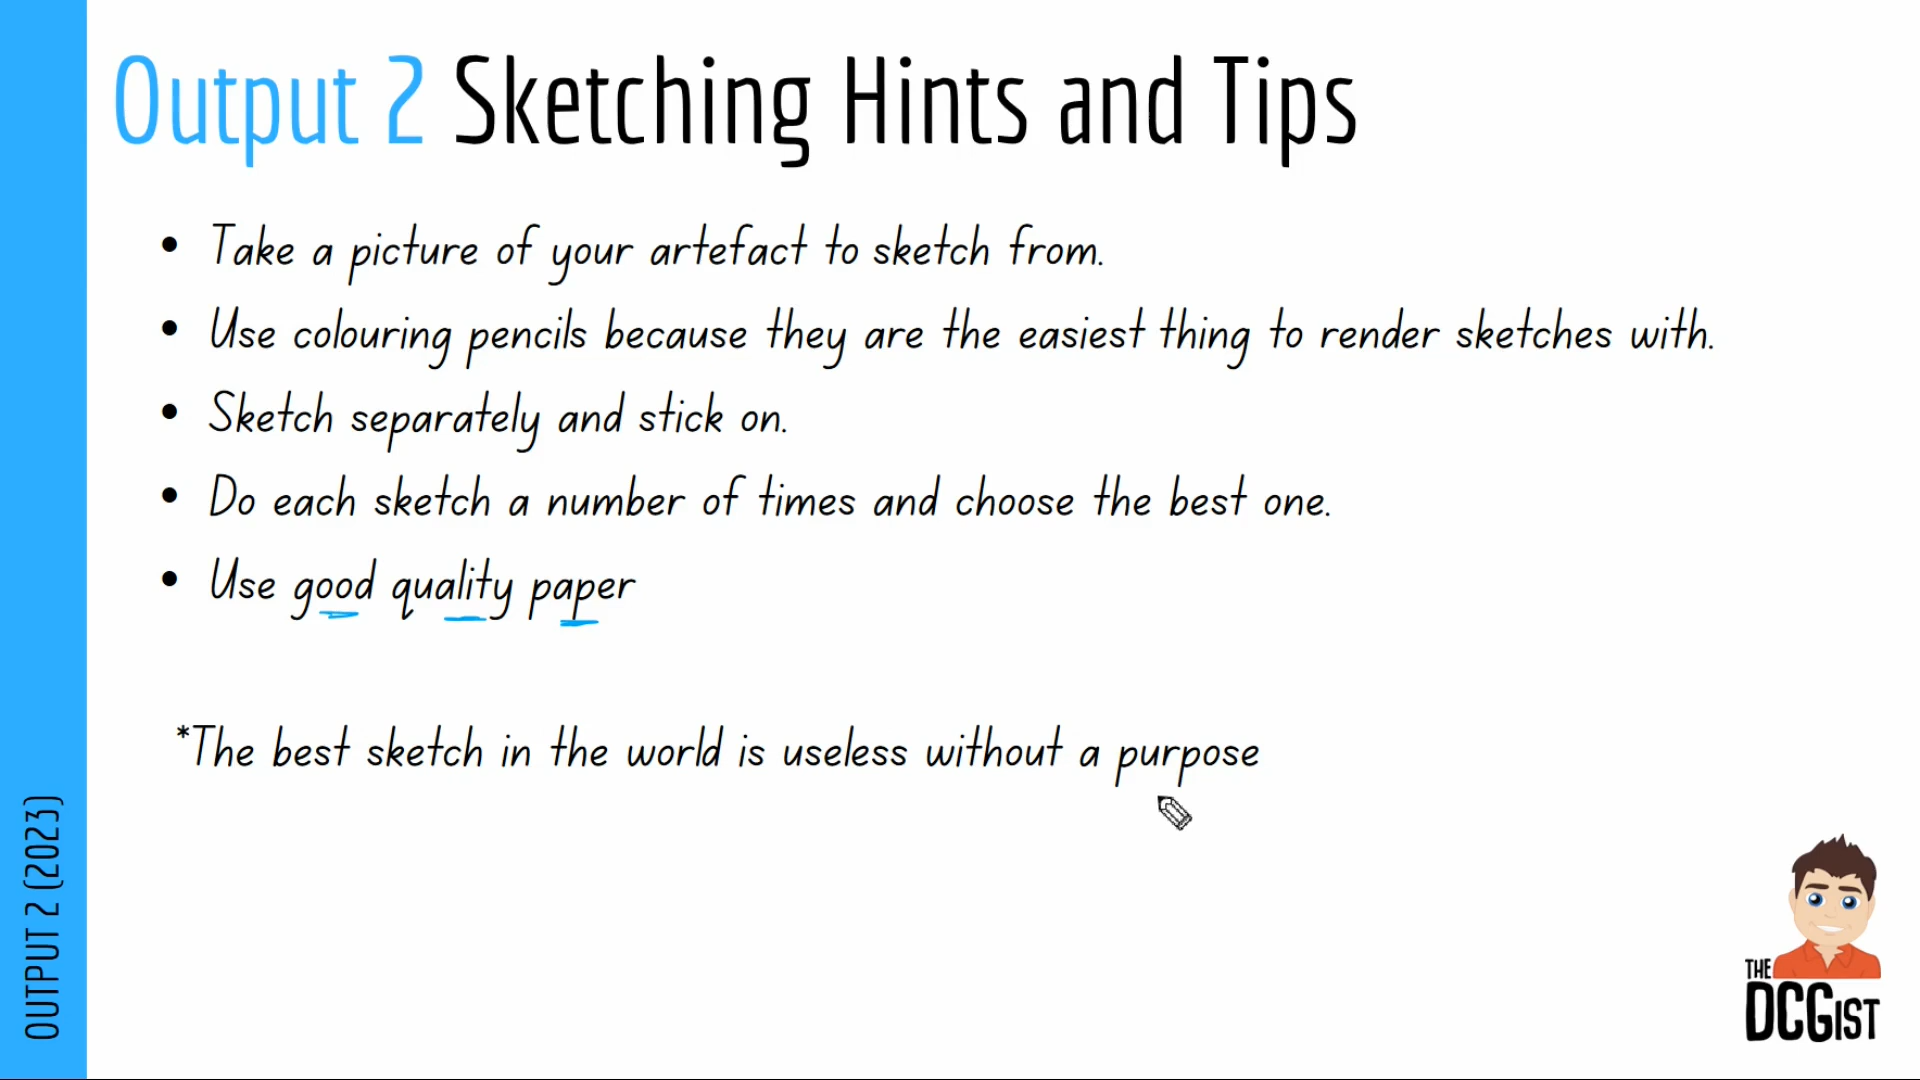 Output 2 Sketching Hints and Tips
• Take a picture of your artefact to sketch from.
• Use colouring pencils because they are the easiest thing to render sketches with.
• Sketch separately and stick on.
• Do each sketch a number of times and choose the best one.
• Use good quality paper
*The best sketch in the world is useless without a purpose
OUTPUT 2 (2023)
THE
DCGIST